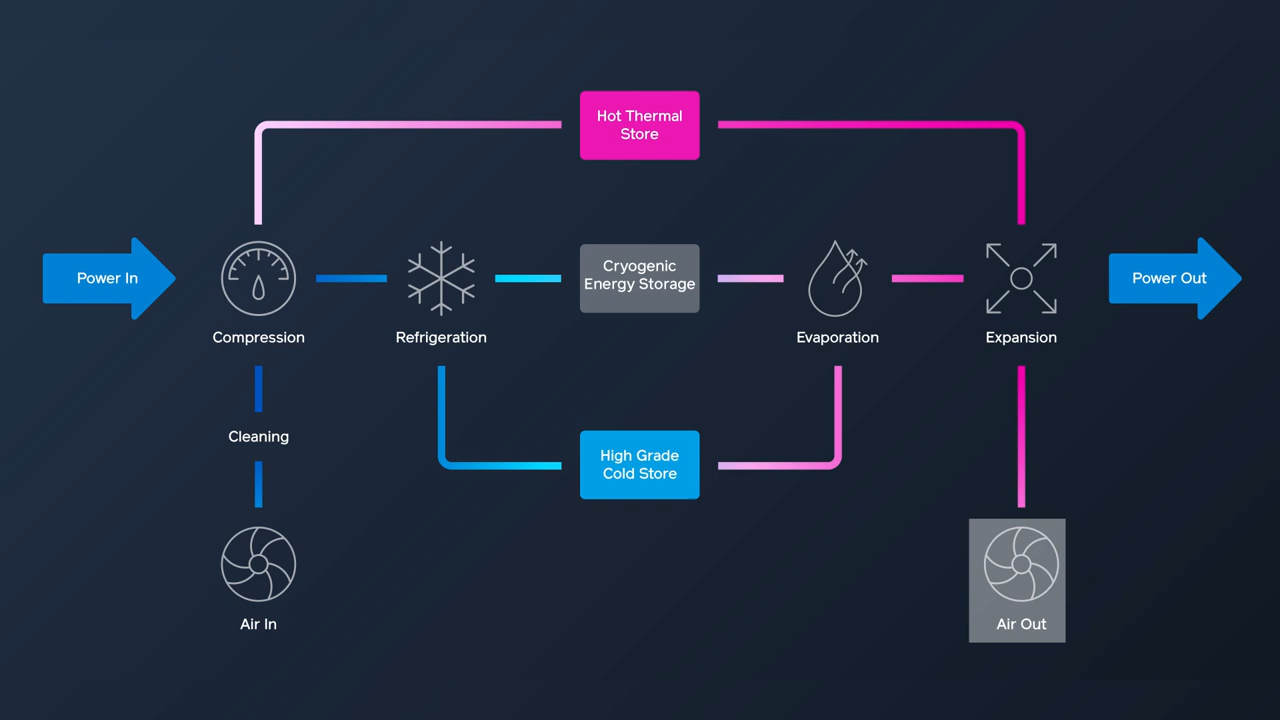 Hot Thermal
Store
Power In
Cryogenic
Energy Storage
Power Out
Compression
Refrigeration
Evaporation
Expansion
Cleaning
High Grade
Cold Store
Air In
Air Out